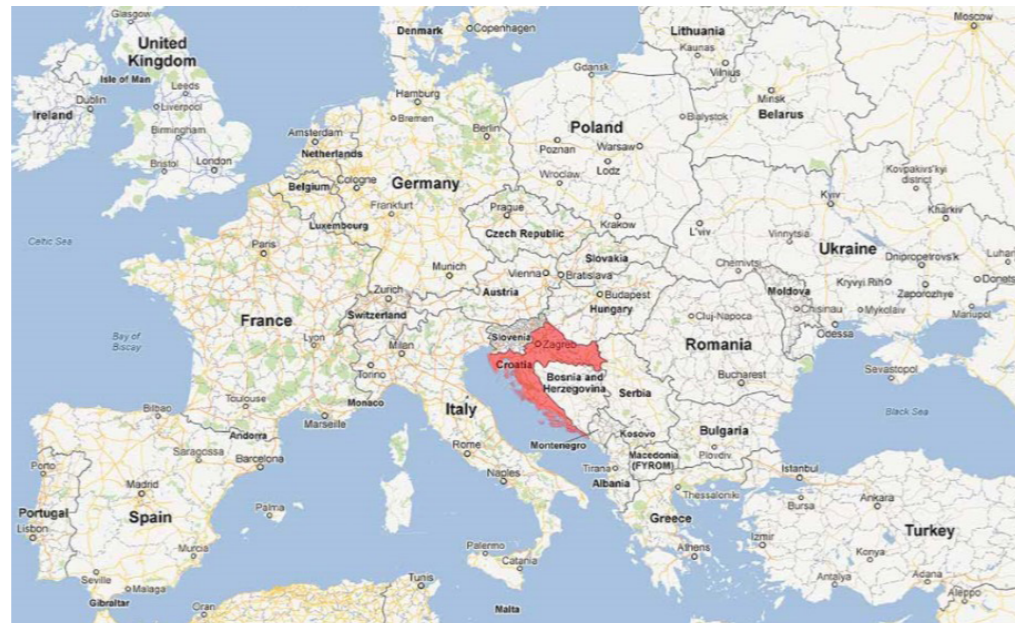 Glasgow
Moscow
Denmark
Copenhagen
Lithuania
United
Kingdom
Kaunas
Vilnius
Isle of Man
Leeds
Gdansk
Hamburg
Minsk
Dublin
Liverpool
Bremen
Belarus
Ireland
Bialystok
Birmingham
Amsterdam
Berlin
Poland
Netherlands
Poznan
Warsaw
Bristol
London
Lodz
Cologne
Germany
Wroclaw
Kovpakivs'kyi
district
Belgium
Kyiv
Frankfurt
Prague
Krakow
Kharkiv
Luxembourg
Czech Republic
L'viv
Vinnytsia
Celtic Sea
Paris
Ukraine
Slovakia
Luhan
Munich
Vienna
Bratislava
Chernivtsi
Dnipropetrovs'k
Donets
Zurich
Austria
Budapest
Moldova
Kryvyi Rih
Zaporozhye
Switzerland
Hungary
Cluj-Napoca
Chisinau
Mykolaiv
Mariupol
France
Bay of
Biscay
Lyon
Milan
Slovenia
Zagreb
Romania
Odessa
Torino
Croatia
Bosnia and
Herzegovina
Bucharest
Sevastopol
Toulouse
Monaco
Serbia
Bilbao
Marseille
Italy
Black Sea
Andorra
Bulgaria
Saragossa
Barcelona
Rome
Montenegro
Kosovo
Plovdiv
Porto
Macedonia
(FYROM)
Istanbul
Madrid
Naples
Tirana
Albania
Thessaloniki
Bursa
Ankara
Portugal
Spain
Palma
Greece
Turkey
Lisbon
Izmir
Murcia
Palermo
Athens
Konya
Catania
Seville
Malaga
Tunis
Antalya
Adana
Gibraltar
Oran
Malta
Aleppo